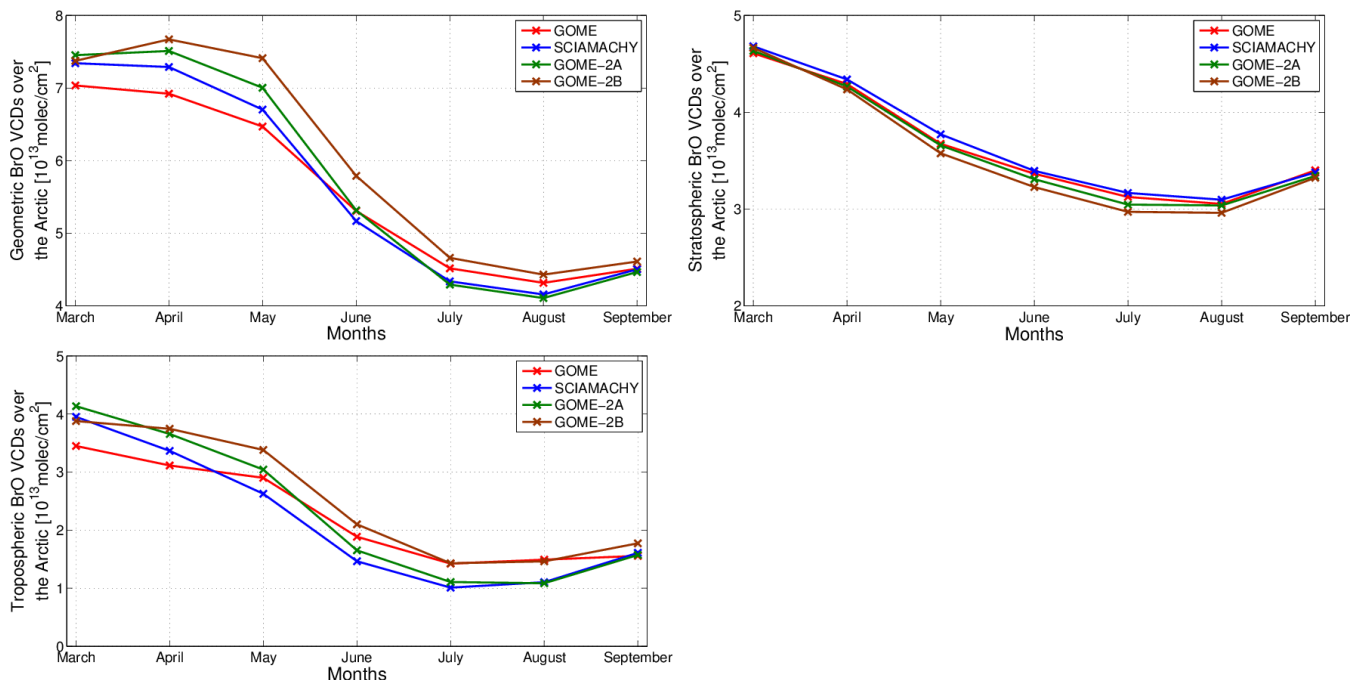 Geometric BrO VCDs over
the Arctic [10^13 molec/cm^2]
8
7
6
5
4
GOME
SCIAMACHY
GOME-2A
GOME-2B
March April May June July August September
Months
Stratospheric BrO VCDs over
the Arctic [10^13 molec/cm^2]
5
4
3
2
GOME
SCIAMACHY
GOME-2A
GOME-2B
March April May June July August September
Months
Tropospheric BrO VCDs over
the Arctic [10^13 molec/cm^2]
5
4
3
2
1
0
GOME
SCIAMACHY
GOME-2A
GOME-2B
March April May June July August September
Months